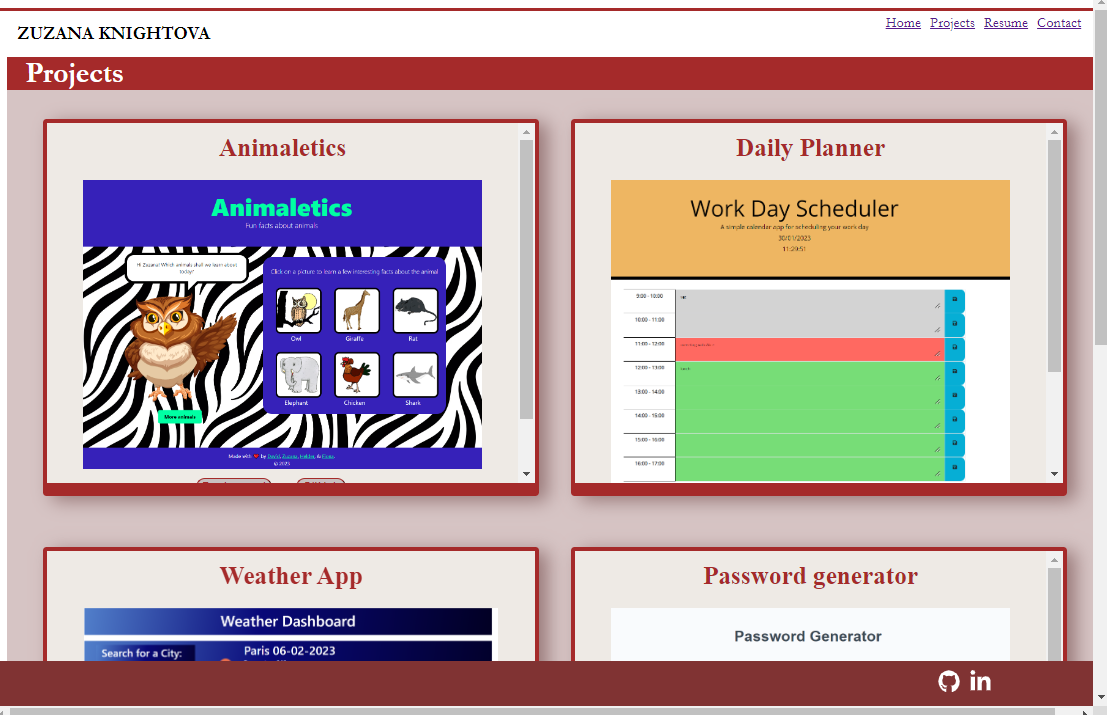 ZUZANA KNIGHTOVA
Home Projects Resume Contact
Projects
Animaletics
Animaletics
Fun facts about animals
Hi Zuzana! Which animals shall we learn about
today?
Click on a picture to learn a few interesting facts about the animal
Owl Giraffe Rat
Elephant Chicken Shark
More animals
Made with ❤ by David, Zuzana, Helder, &
© 2023
Daily Planner
Work Day Scheduler
A simple calendar app for scheduling your work day
30/01/2023
11:29:51
9:00 - 10:00
10:00 - 11:00
11:00 - 12:00
12:00 - 13:00
13:00 - 14:00
14:00 - 15:00
15:00 - 16:00
16:00 - 17:00
Weather App
Weather Dashboard
Search for a City:
Paris 06-02-2023
Password generator
Password Generator
in